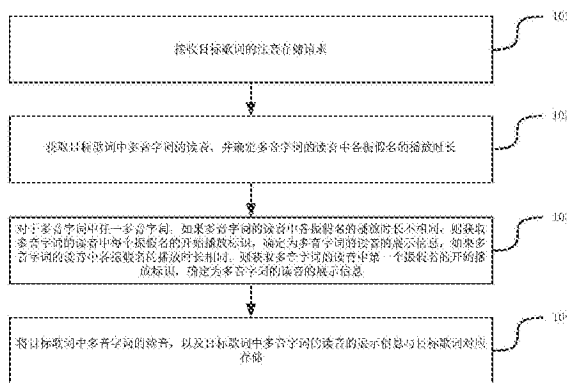 接收目标歌词的注音存储请求
101
获取目标歌词中多音字词的读音，并确定多音字词的读音中各振假名的播放时长
对于多音字词中任一多音字词，如果多音字词的读音中各振假名的播放时长不相同，则获取
多音字词的读音中每个振假名的开始播放标识，确定为多音字词的读音的展示信息，如果多
音字词的读音中各振假名的播放时长相同，则获取多音字词的读音中第一个振假名的开始播
放标识，确定为多音字词的读音的展示信息
将目标歌词中多音字词的读音，以及目标歌词中多音字词的读音的展示信息与目标歌词对应
存储